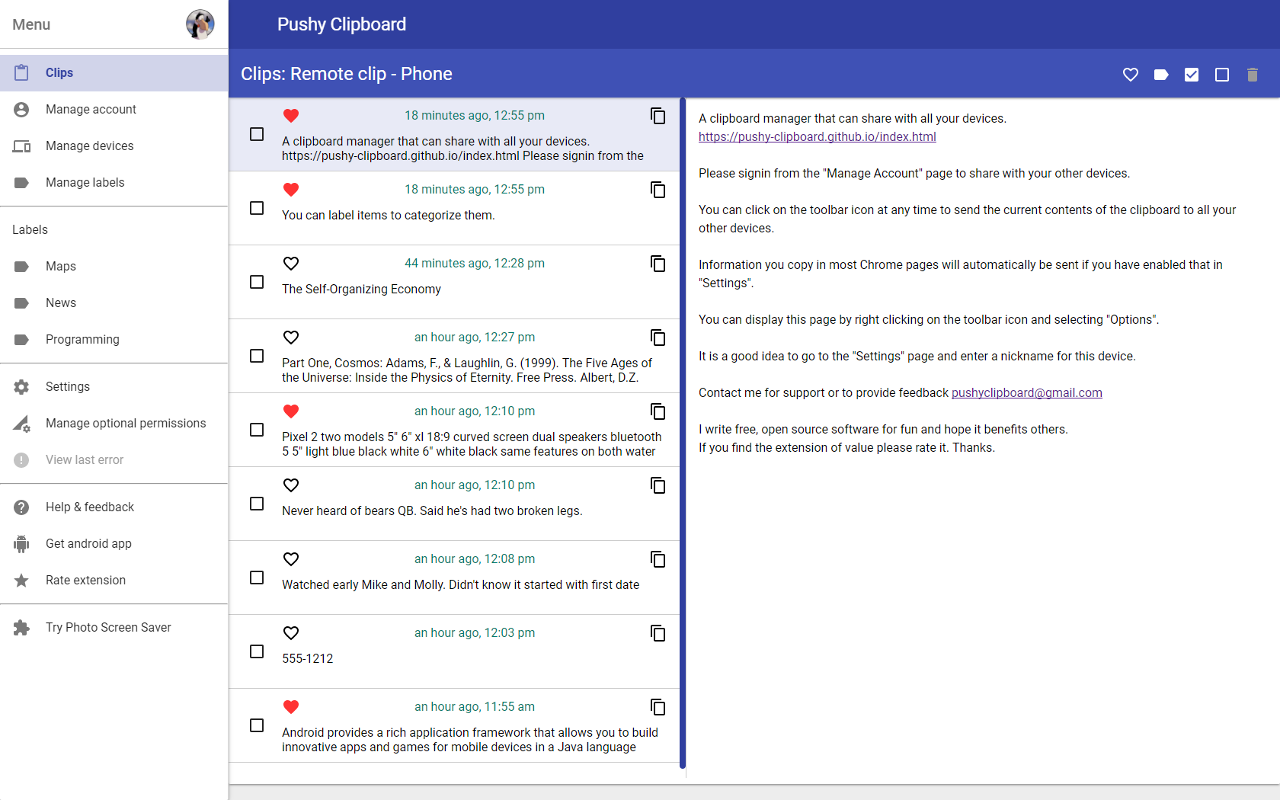 Menu
Clips
Manage account
Manage devices
Manage labels
Labels
Maps
News
Programming
Settings
Manage optional permissions
View last error
Help & feedback
Get android app
Rate extension
Try Photo Screen Saver
Pushy Clipboard
Clips: Remote clip - Phone
18 minutes ago, 12:55 pm
A clipboard manager that can share with all your devices.
https://pushy-clipboard.github.io/index.html Please signin from the
18 minutes ago, 12:55 pm
You can label items to categorize them.
44 minutes ago, 12:28 pm
The Self-Organizing Economy
an hour ago, 12:27 pm
Part One, Cosmos: Adams, F., & Laughlin, G. (1999). The Five Ages of
the Universe: Inside the Physics of Eternity. Free Press. Albert, D.Z.
an hour ago, 12:10 pm
Pixel 2 two models 5" 6" xl 18:9 curved screen dual speakers bluetooth
5 5" light blue black white 6" white black same features on both water
an hour ago, 12:10 pm
Never heard of bears QB. Said he's had two broken legs.
an hour ago, 12:08 pm
Watched early Mike and Molly. Didn't know it started with first date
an hour ago, 12:03 pm
555-1212
an hour ago, 11:55 am
Android provides a rich application framework that allows you to build
innovative apps and games for mobile devices in a Java language
A clipboard manager that can share with all your devices.
https://pushy-clipboard.github.io/index.html
Please signin from the "Manage Account" page to share with your other devices.
You can click on the toolbar icon at any time to send the current contents of the clipboard to all your
other devices.
Information you copy in most Chrome pages will automatically be sent if you have enabled that in
"Settings".
You can display this page by right clicking on the toolbar icon and selecting "Options".
It is a good idea to go to the "Settings" page and enter a nickname for this device.
Contact me for support or to provide feedback pushyclipboard@gmail.com
I write free, open source software for fun and hope it benefits others.
If you find the extension of value please rate it. Thanks.